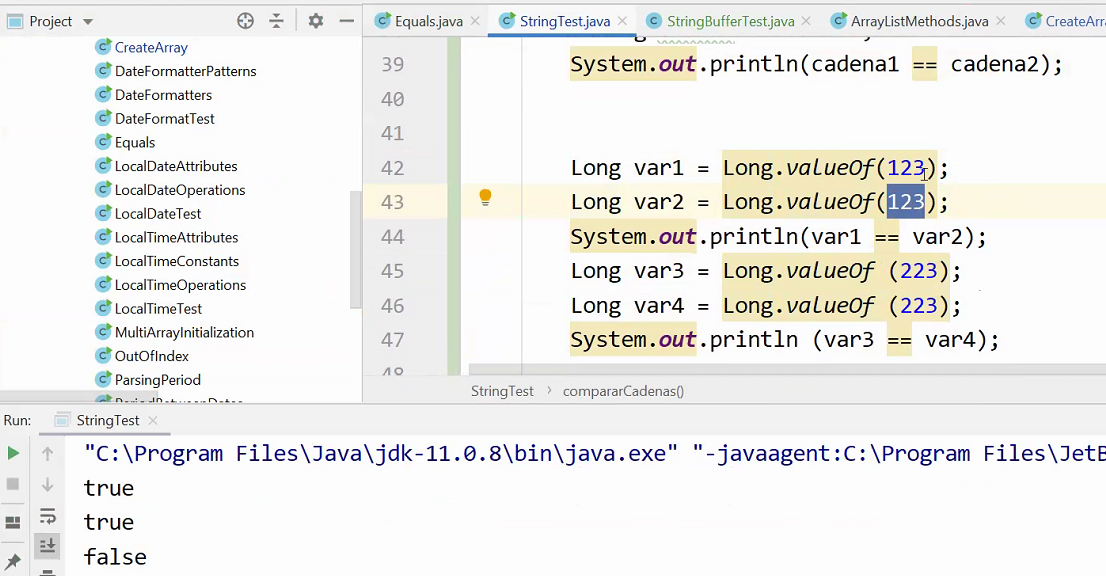 Project
Equals.java
StringTest.java
StringBufferTest.java
ArrayListMethods.java
CreateArra
CreateArray
DateFormatterPatterns
DateFormatters
DateFormatTest
Equals
LocalDateAttributes
LocalDateOperations
LocalDateTest
LocalTimeAttributes
LocalTimeConstants
LocalTimeOperations
LocalTimeTest
MultiArrayInitialization
OutOfIndex
ParsingPeriod
PeriodBetweenDates
39 System.out.println(cadena1 == cadena2);
40
41
42 Long var1 = Long.valueOf(123);
43 Long var2 = Long.valueOf(123);
44 System.out.println(var1 == var2);
45 Long var3 = Long.valueOf (223);
46 Long var4 = Long.valueOf (223);
47 System.out.println (var3 == var4);
48
StringTest > compararCadenas()
Run: StringTest
"C:\Program Files\Java\jdk-11.0.8\bin\java.exe" "-javaagent:C:\Program Files\JetB
true
true
false